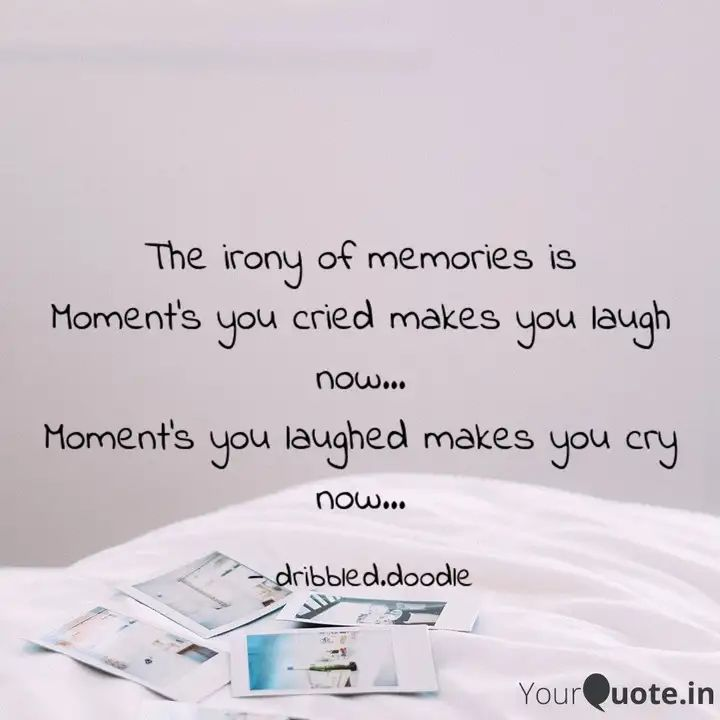 The irony of memories is
Moment's you cried makes you laugh
now...
Moment's you laughed makes you cry
now...
- dribbled.doodle
YourQuote.in